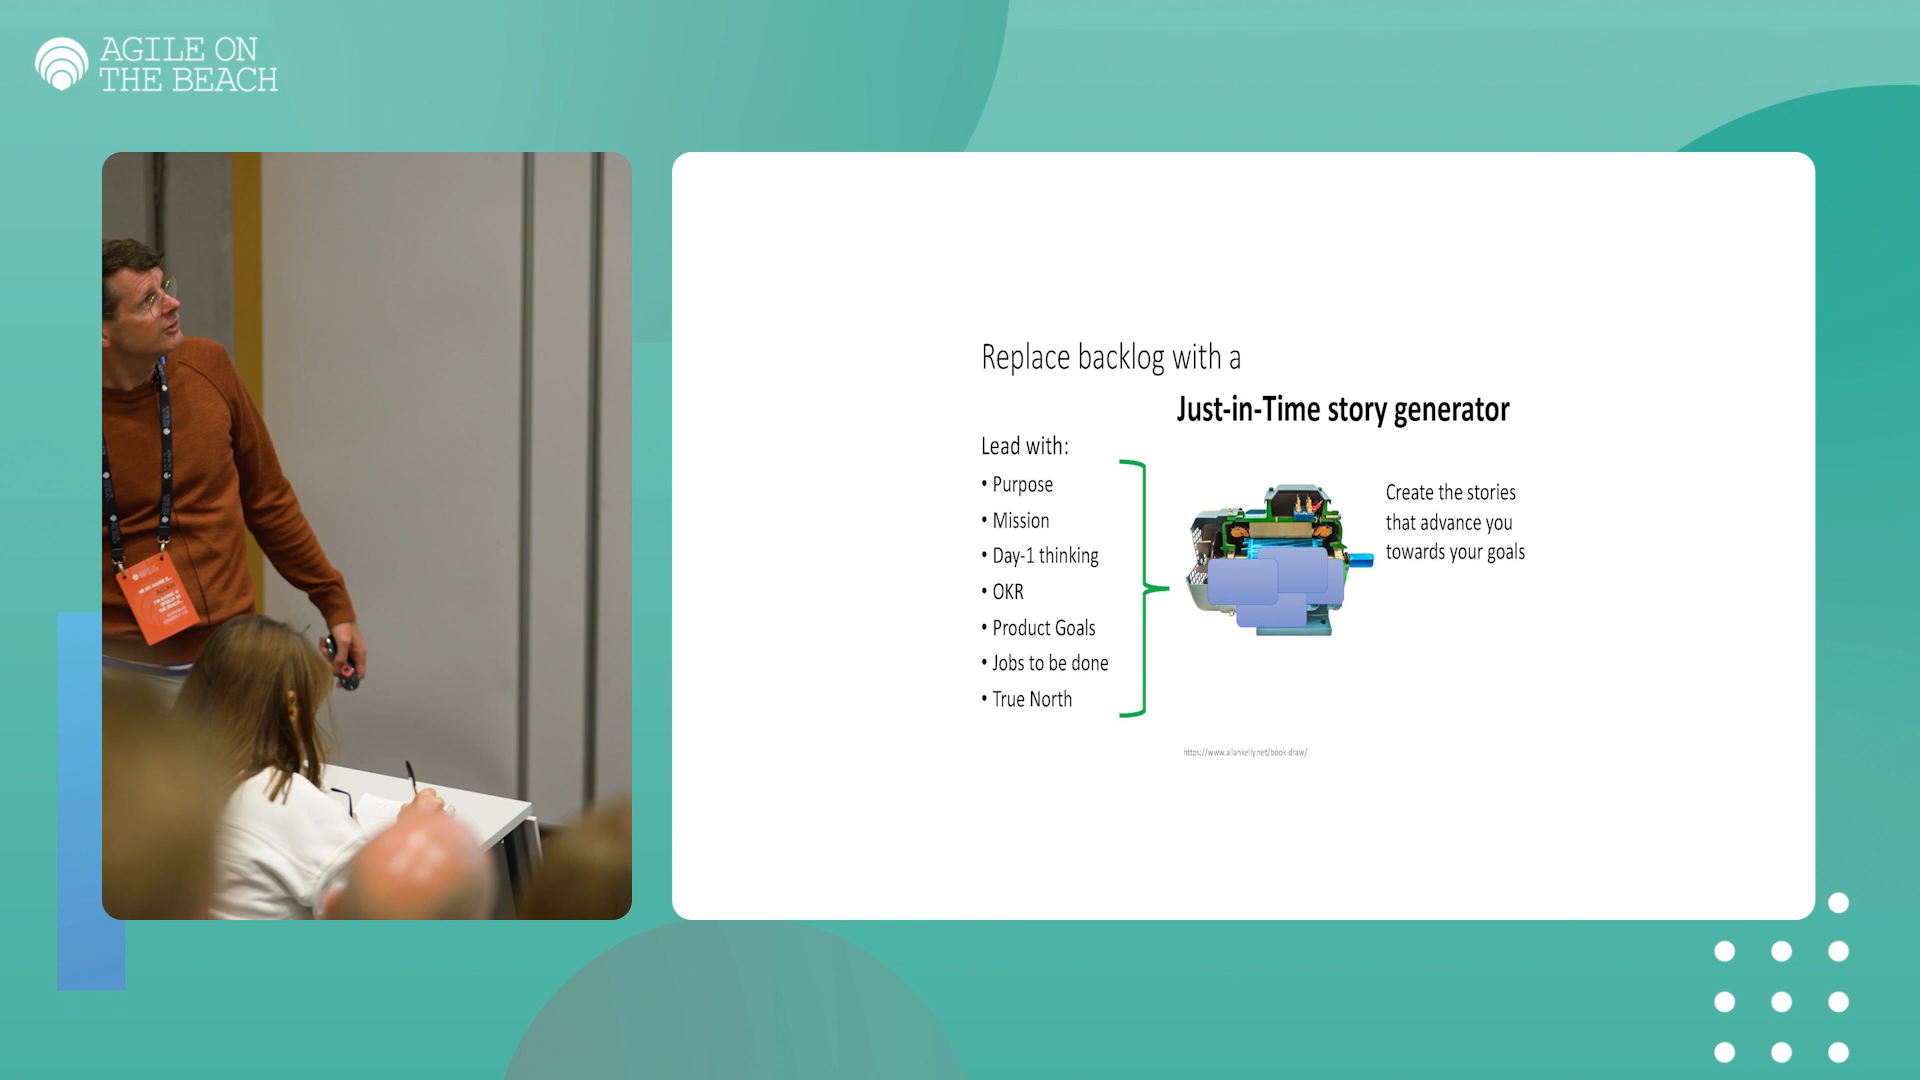 AGILE ON
THE BEACH
Replace backlog with a
Just-in-Time story generator
Lead with:
• Purpose
• Mission
• Day-1 thinking
• OKR
• Product Goals
• Jobs to be done
• True North
Create the stories
that advance you
towards your goals
https://www.allankelly.net/book-draw/